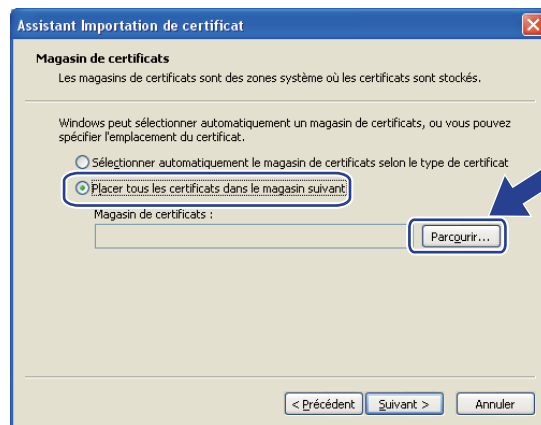 Assistant Importation de certificat
Magasin de certificats
Les magasins de certificats sont des zones système où les certificats sont stockés.
Windows peut sélectionner automatiquement un magasin de certificats, ou vous pouvez
spécifier l'emplacement du certificat.
Sélectionner automatiquement le magasin de certificats selon le type de certificat
Placer tous les certificats dans le magasin suivant
Magasin de certificats :
Parcourir...
< Précédent
Suivant >
Annuler